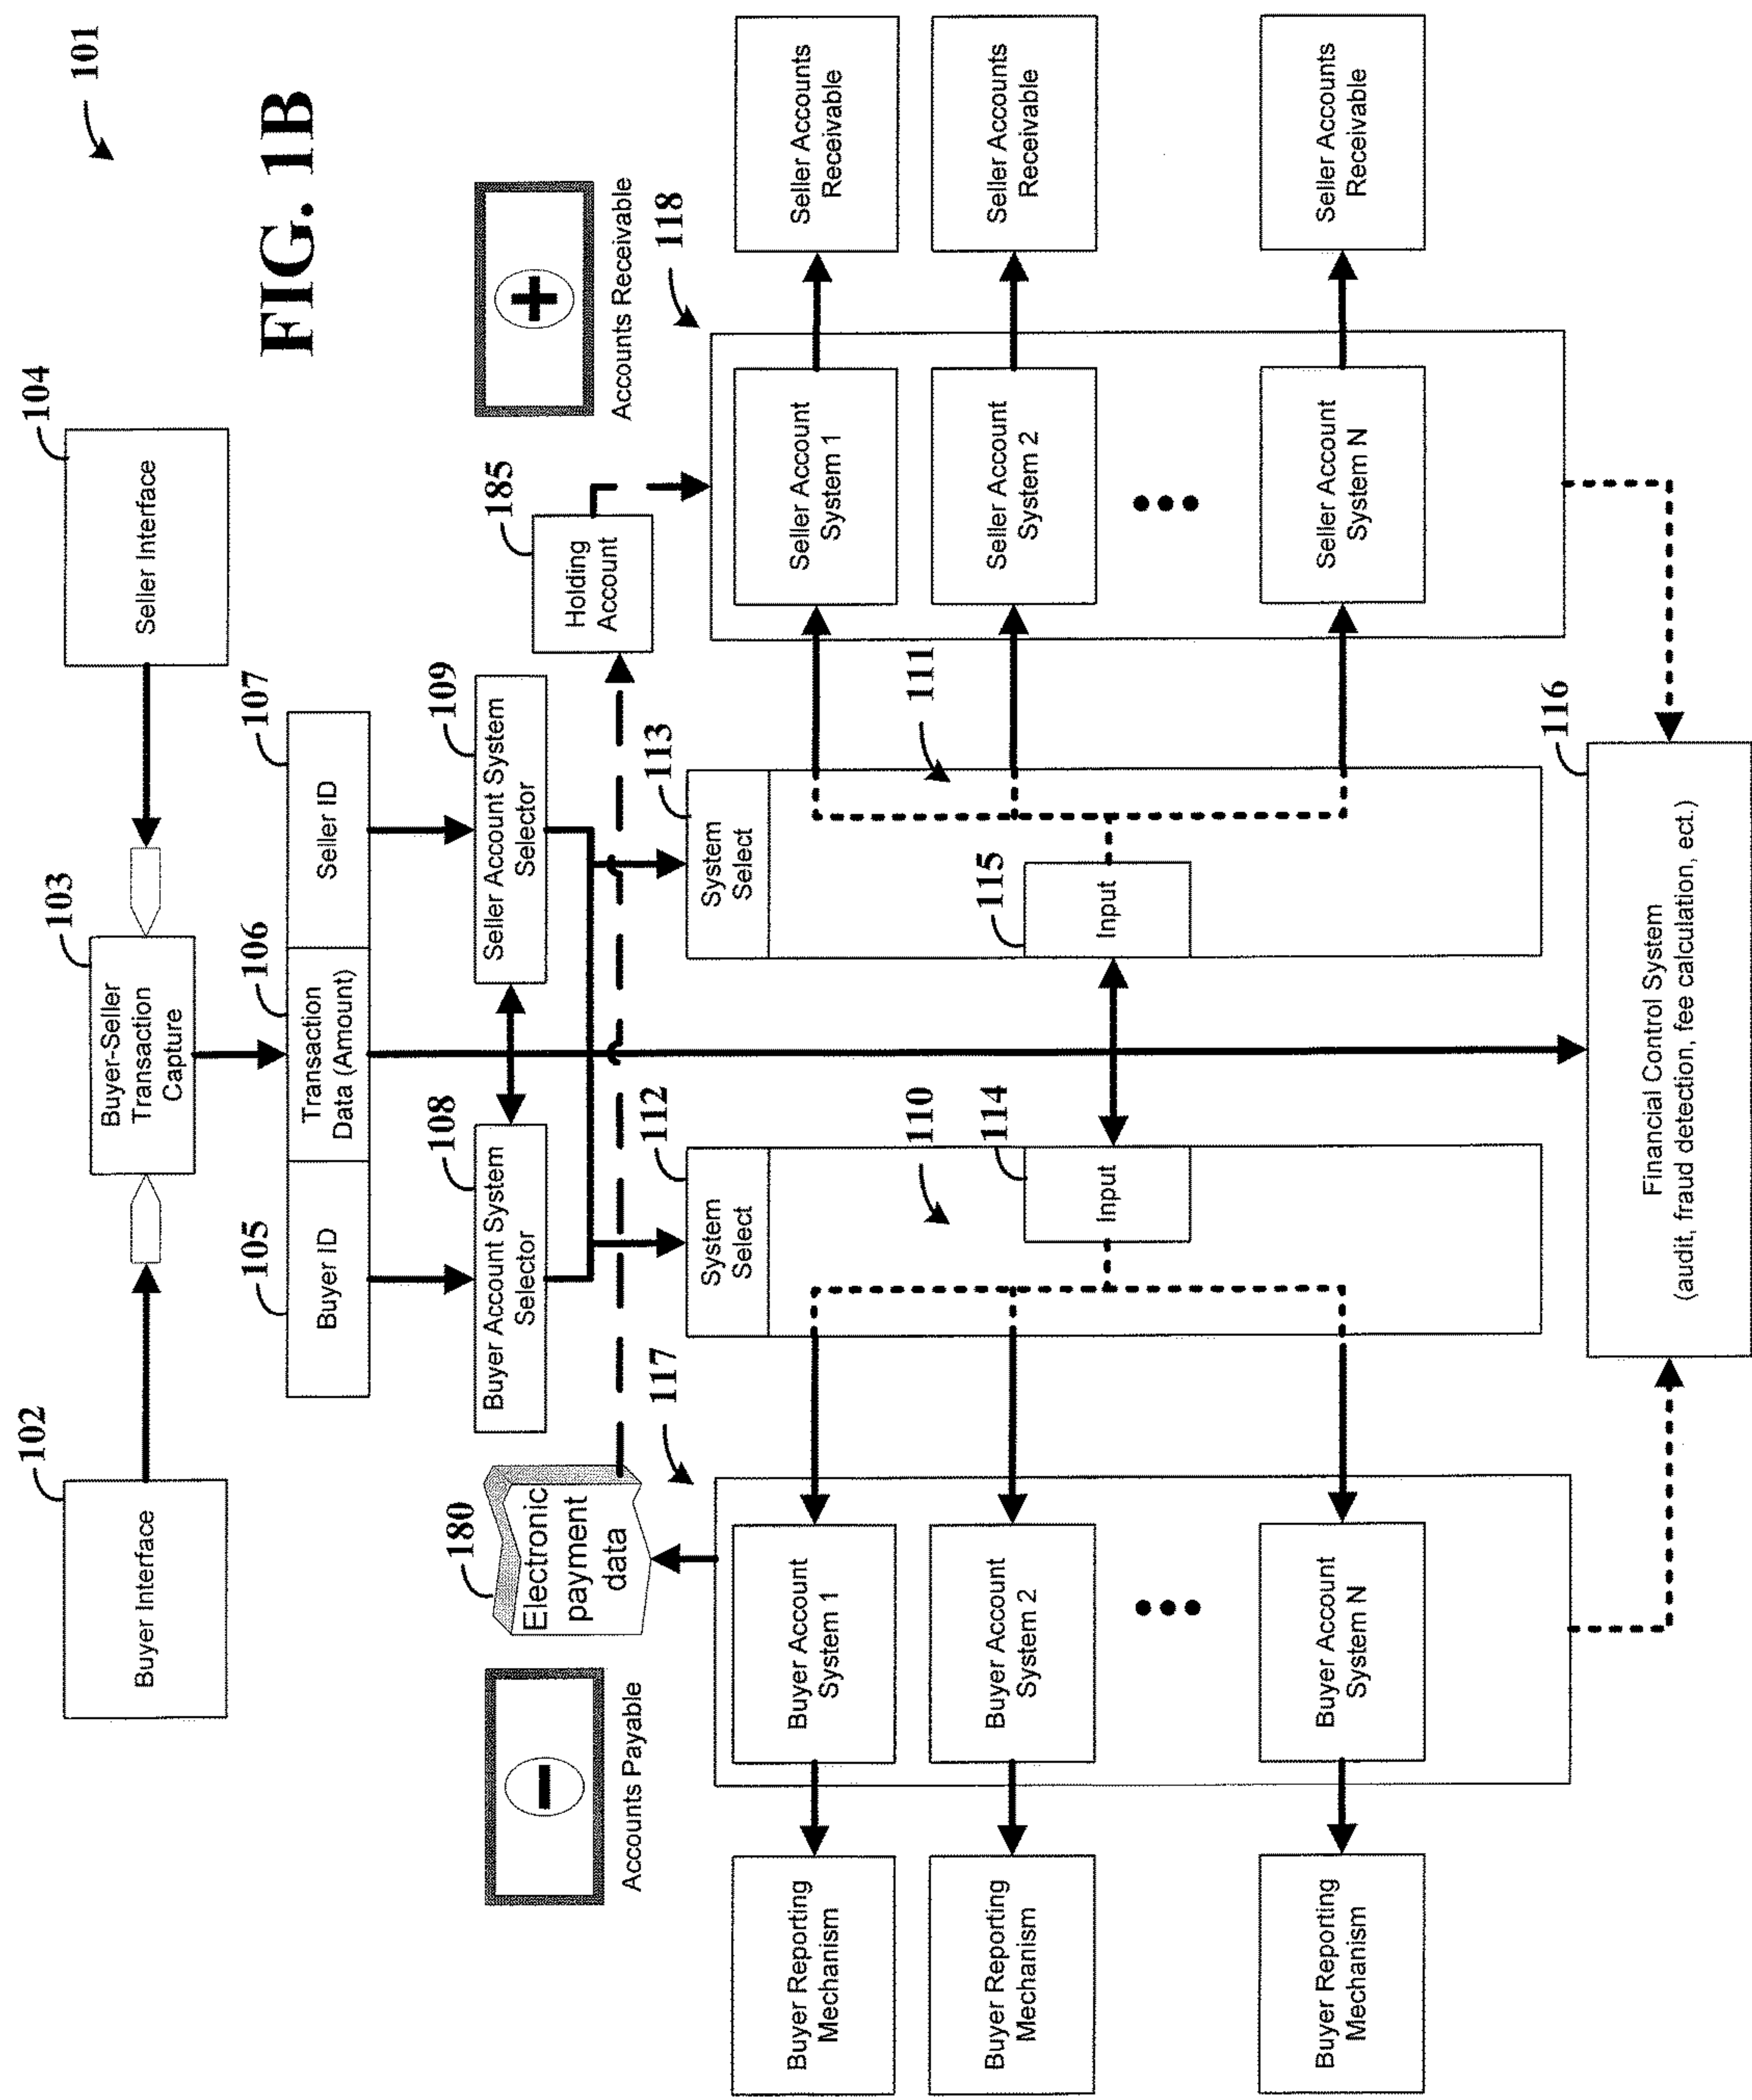 FIG. 1B
101
102
Buyer Interface
103
Buyer-Seller
Transaction
Capture
104
Seller Interface
105
Buyer ID
106
Transaction
Data (Amount)
107
Seller ID
108
Buyer Account System
Selector
109
Seller Account System
Selector
180
Electronic
payment
data
185
Holding
Account
Accounts Payable
Accounts Receivable
117
112
System
Select
113
System
Select
118
110
111
114
Input
115
Input
Buyer Reporting
Mechanism
Buyer Account
System 1
Seller Account
System 1
Seller Accounts
Receivable
Buyer Reporting
Mechanism
Buyer Account
System 2
Seller Account
System 2
Seller Accounts
Receivable
Buyer Reporting
Mechanism
Buyer Account
System N
Seller Account
System N
Seller Accounts
Receivable
116
Financial Control System
(audit, fraud detection, fee calculation, ect.)